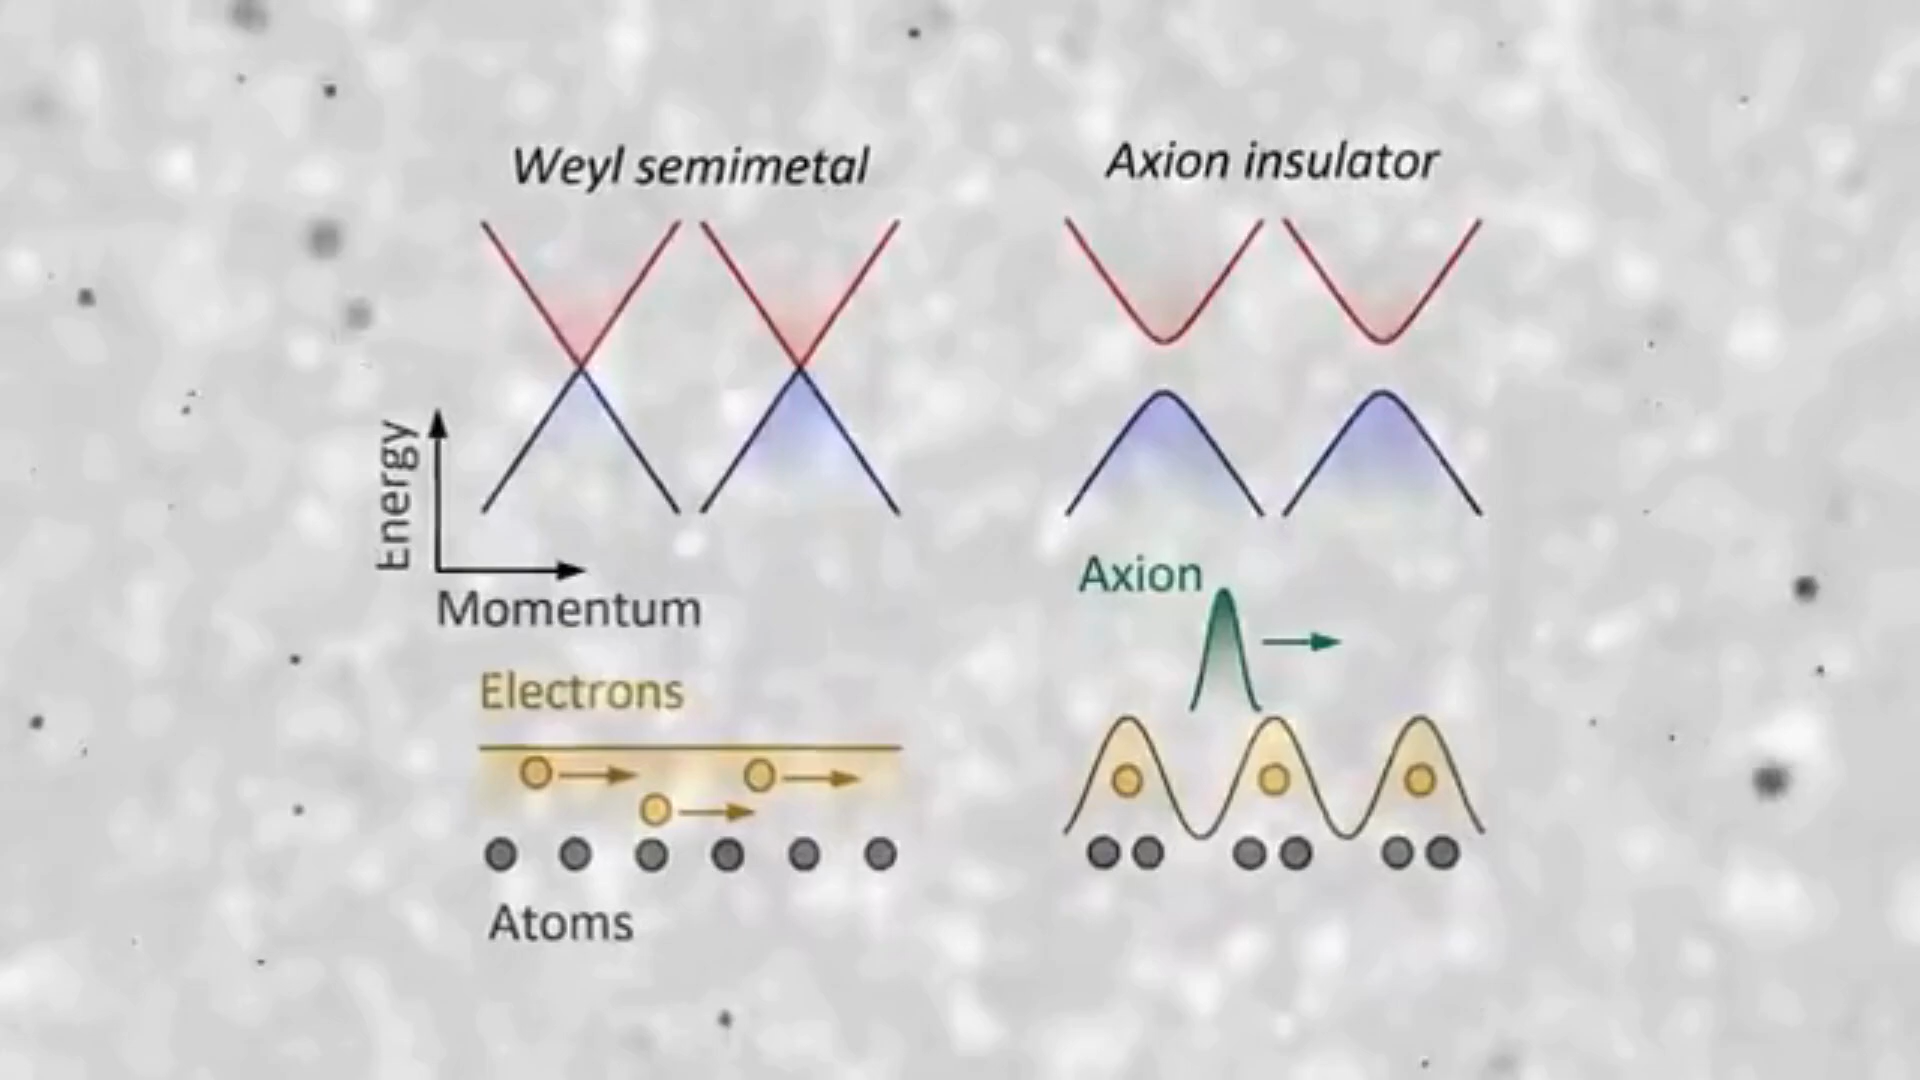 Weyl semimetal
Axion insulator
Energy
Momentum
Axion
Electrons
Atoms